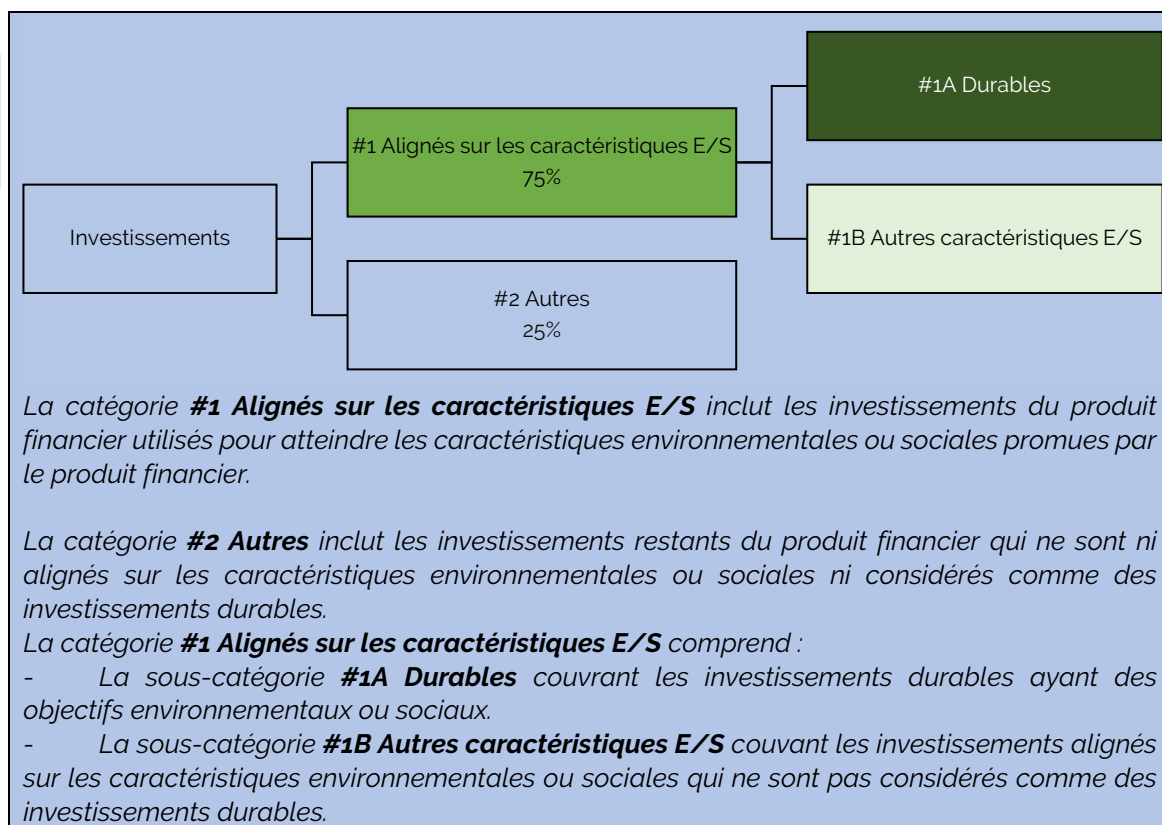 #1A Durables
#1 Alignés sur les caractéristiques E/S
75%
Investissements
#1B Autres caractéristiques E/S
#2 Autres
25%
La catégorie #1 Alignés sur les caractéristiques E/S inclut les investissements du produit
financier utilisés pour atteindre les caractéristiques environnementales ou sociales promues par
le produit financier.
La catégorie #2 Autres inclut les investissements restants du produit financier qui ne sont ni
alignés sur les caractéristiques environnementales ou sociales ni considérés comme des
investissements durables.
La catégorie #1 Alignés sur les caractéristiques E/S comprend :
- La sous-catégorie #1A Durables couvrant les investissements durables ayant des
objectifs environnementaux ou sociaux.
- La sous-catégorie #1B Autres caractéristiques E/S couvant les investissements alignés
sur les caractéristiques environnementales ou sociales qui ne sont pas considérés comme des
investissements durables.